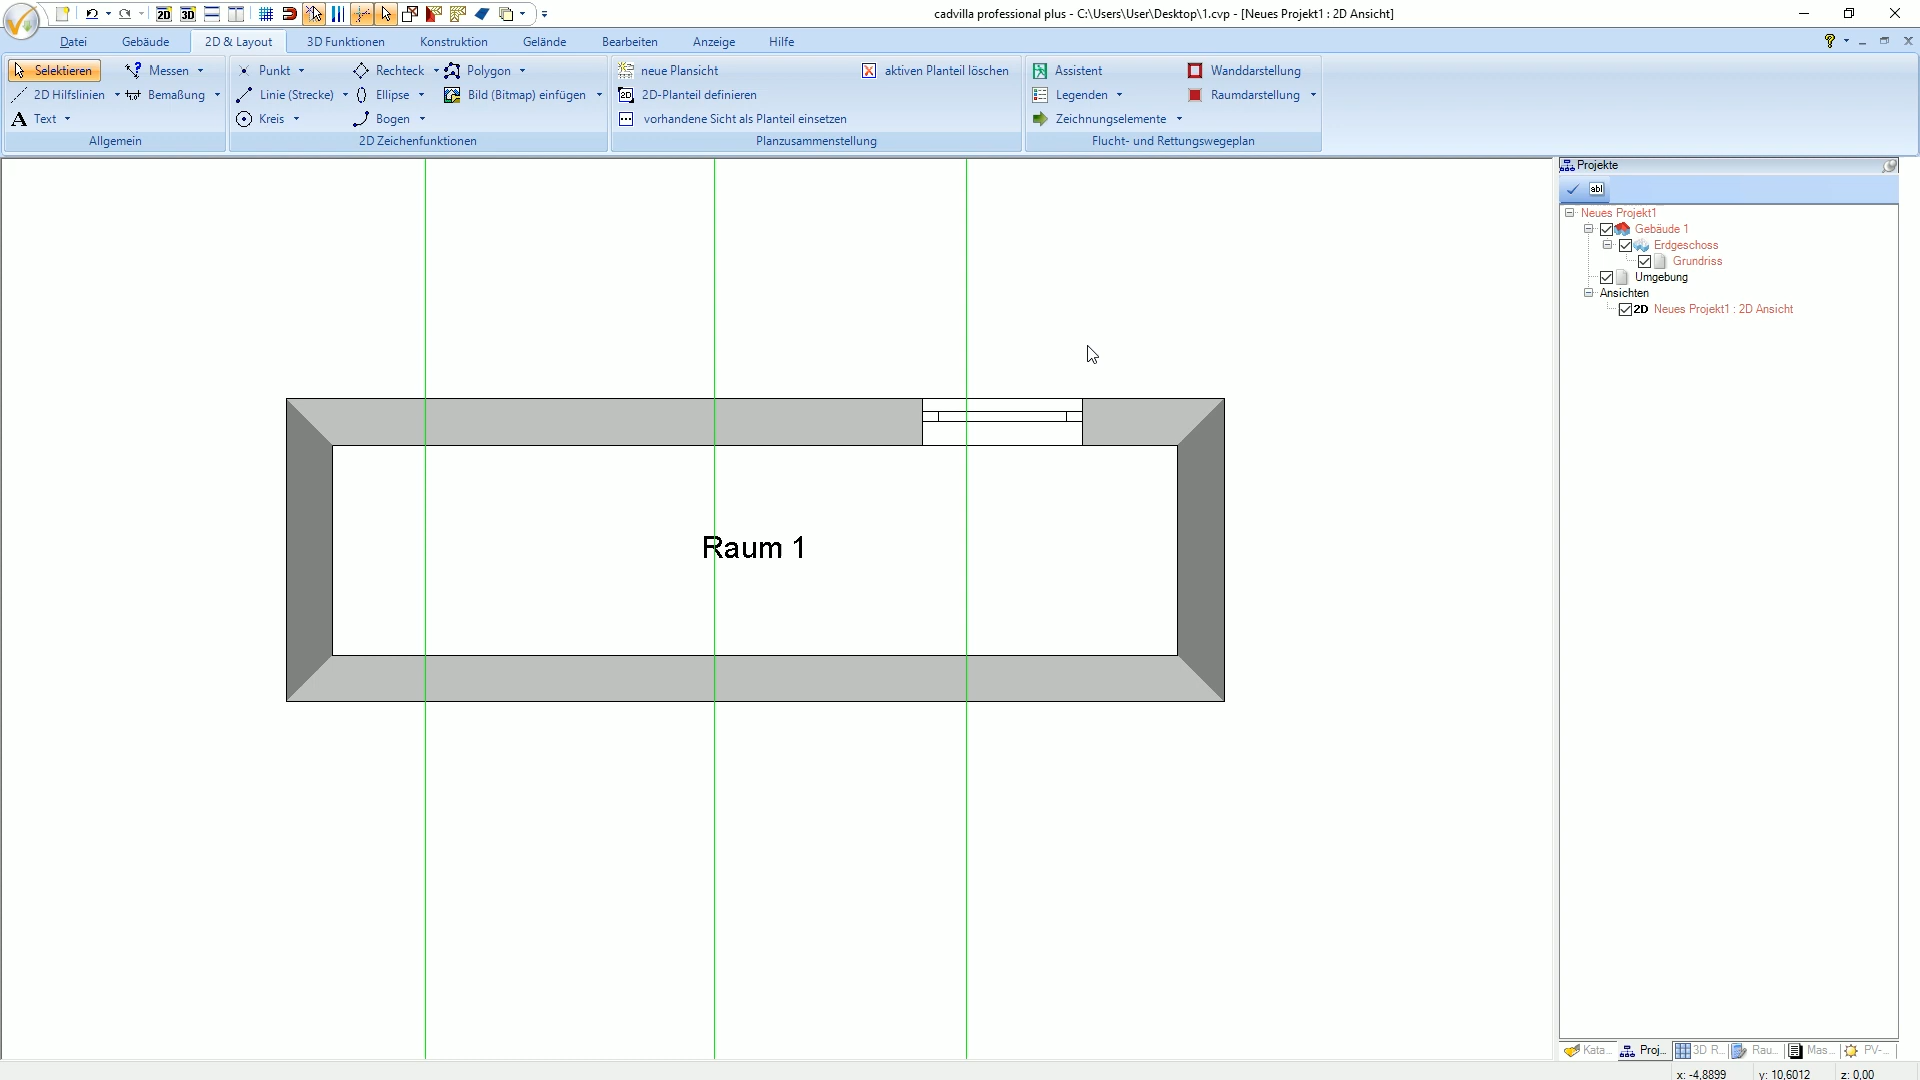 cadvilla professional plus - C:\Users\User\Desktop\1.cvp - [Neues Projekt1 : 2D Ansicht]
2D 3D
Datei Gebäude 2D & Layout 3D Funktionen Konstruktion Gelände Bearbeiten Anzeige Hilfe
Selektieren Messen Punkt Rechteck Polygon neue Plansicht aktiven Planteil löschen Assistent Wanddarstellung
2D Hilfslinien Bemaßung Linie (Strecke) Ellipse Bild (Bitmap) einfügen 2D-Planteil definieren Legenden Raumdarstellung
Text Kreis Bogen vorhandene Sicht als Planteil einsetzen Zeichnungselemente
Allgemein 2D Zeichenfunktionen Planzusammenstellung Flucht- und Rettungswegeplan
Projekte
abl
Neues Projekt1
Gebäude 1
Erdgeschoss
Grundriss
Umgebung
Ansichten
2D Neues Projekt1 : 2D Ansicht
Raum 1
Kata... Proj... 3D R... Rau... Mas... PV-...
x: -4,8899 y: 10,6012 z: 0,00